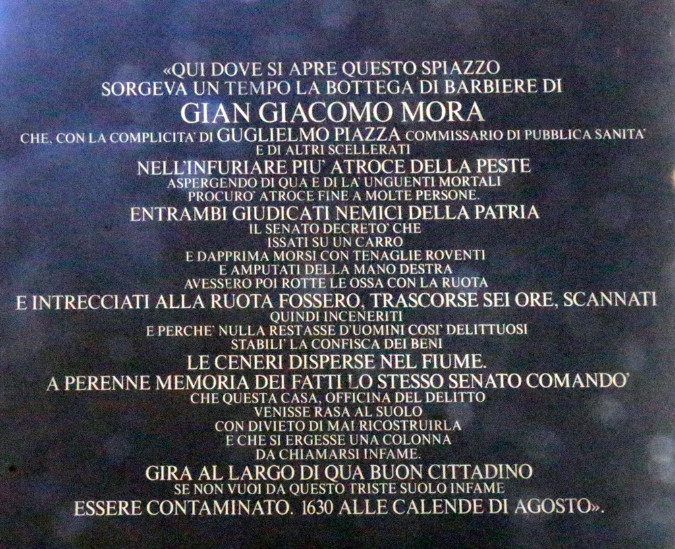 «QUI DOVE SI APRE QUESTO SPIAZZO
SORGEVA UN TEMPO LA BOTTEGA DI BARBIERE DI
GIAN GIACOMO MORA
CHE, CON LA COMPLICITA' DI GUGLIELMO PIAZZA COMMISSARIO DI PUBBLICA SANITA'
E DI ALTRI SCELLERATI
NELL'INFURIARE PIU' ATROCE DELLA PESTE
ASPERGENDO DI QUA E DI LA' UNGUENTI MORTALI
PROCURO' ATROCE FINE A MOLTE PERSONE.
ENTRAMBI GIUDICATI NEMICI DELLA PATRIA
IL SENATO DECRETO' CHE
ISSATI SU UN CARRO
E DAPPRIMA MORSI CON TENAGLIE ROVENTI
E AMPUTATI DELLA MANO DESTRA
AVESSERO POI ROTTE LE OSSA CON LA RUOTA
E INTRECCIATI ALLA RUOTA FOSSERO, TRASCORSE SEI ORE, SCANNATI
QUINDI INCENERITI
E PERCHE' NULLA RESTASSE D'UOMINI COSI' DELITTUOSI
STABILI' LA CONFISCA DEI BENI
LE CENERI DISPERSE NEL FIUME.
A PERENNE MEMORIA DEI FATTI LO STESSO SENATO COMANDO'
CHE QUESTA CASA, OFFICINA DEL DELITTO
VENISSE RASA AL SUOLO
CON DIVIETO DI MAI RICOSTRUIRLA
E CHE SI ERGESSE UNA COLONNA
DA CHIAMARSI INFAME.
GIRA AL LARGO DI QUA BUON CITTADINO
SE NON VUOI DA QUESTO TRISTE SUOLO INFAME
ESSERE CONTAMINATO. 1630 ALLE CALENDE DI AGOSTO».